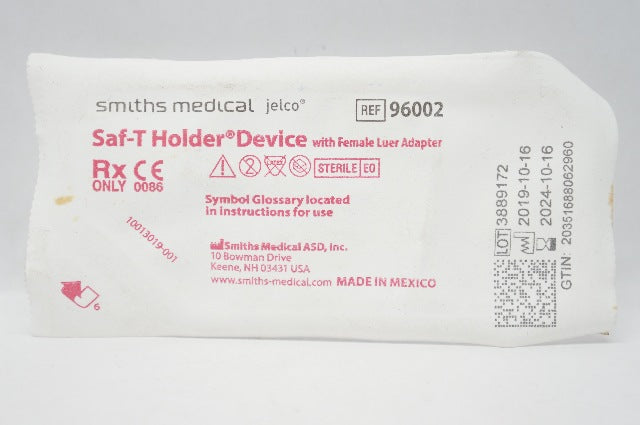 smiths medical jelco®
REF 96002
Saf-T Holder® Device with Female Luer Adapter
Rx CE
ONLY 0086
2
STERILE EO
Symbol Glossary located
in instructions for use
10013019-001
Smiths Medical ASD, Inc.
10 Bowman Drive
Keene, NH 03431 USA
www.smiths-medical.com MADE IN MEXICO
6
LOT 3889172
2019-10-16
2024-10-16
GTIN: 20351688062960